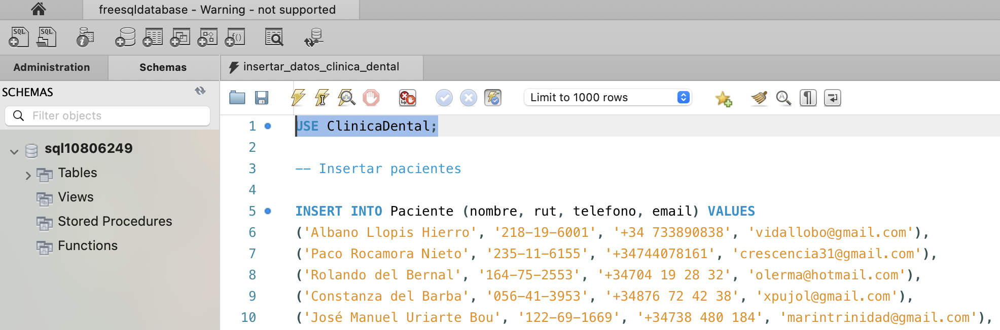 freesqldatabase - Warning - not supported
SQL SQL i f()
Administration Schemas insertar_datos_clinica_dental
SCHEMAS
Limit to 1000 rows
Filter objects
sql10806249
Tables
Views
Stored Procedures
Functions
1 USE ClinicaDental;
2
3 -- Insertar pacientes
4
5 INSERT INTO Paciente (nombre, rut, telefono, email) VALUES
6 ('Albano Llopis Hierro', '218-19-6001', '+34 733890838', 'vidallobo@gmail.com'),
7 ('Paco Rocamora Nieto', '235-11-6155', '+34744078161', 'crescencia31@gmail.com'),
8 ('Rolando del Bernal', '164-75-2553', '+34704 19 28 32', 'olerma@hotmail.com'),
9 ('Constanza del Barba', '056-41-3953', '+34876 72 42 38', 'xpujol@gmail.com'),
10 ('José Manuel Uriarte Bou', '122-69-1669', '+34738 480 184', 'marintrinidad@gmail.com'),